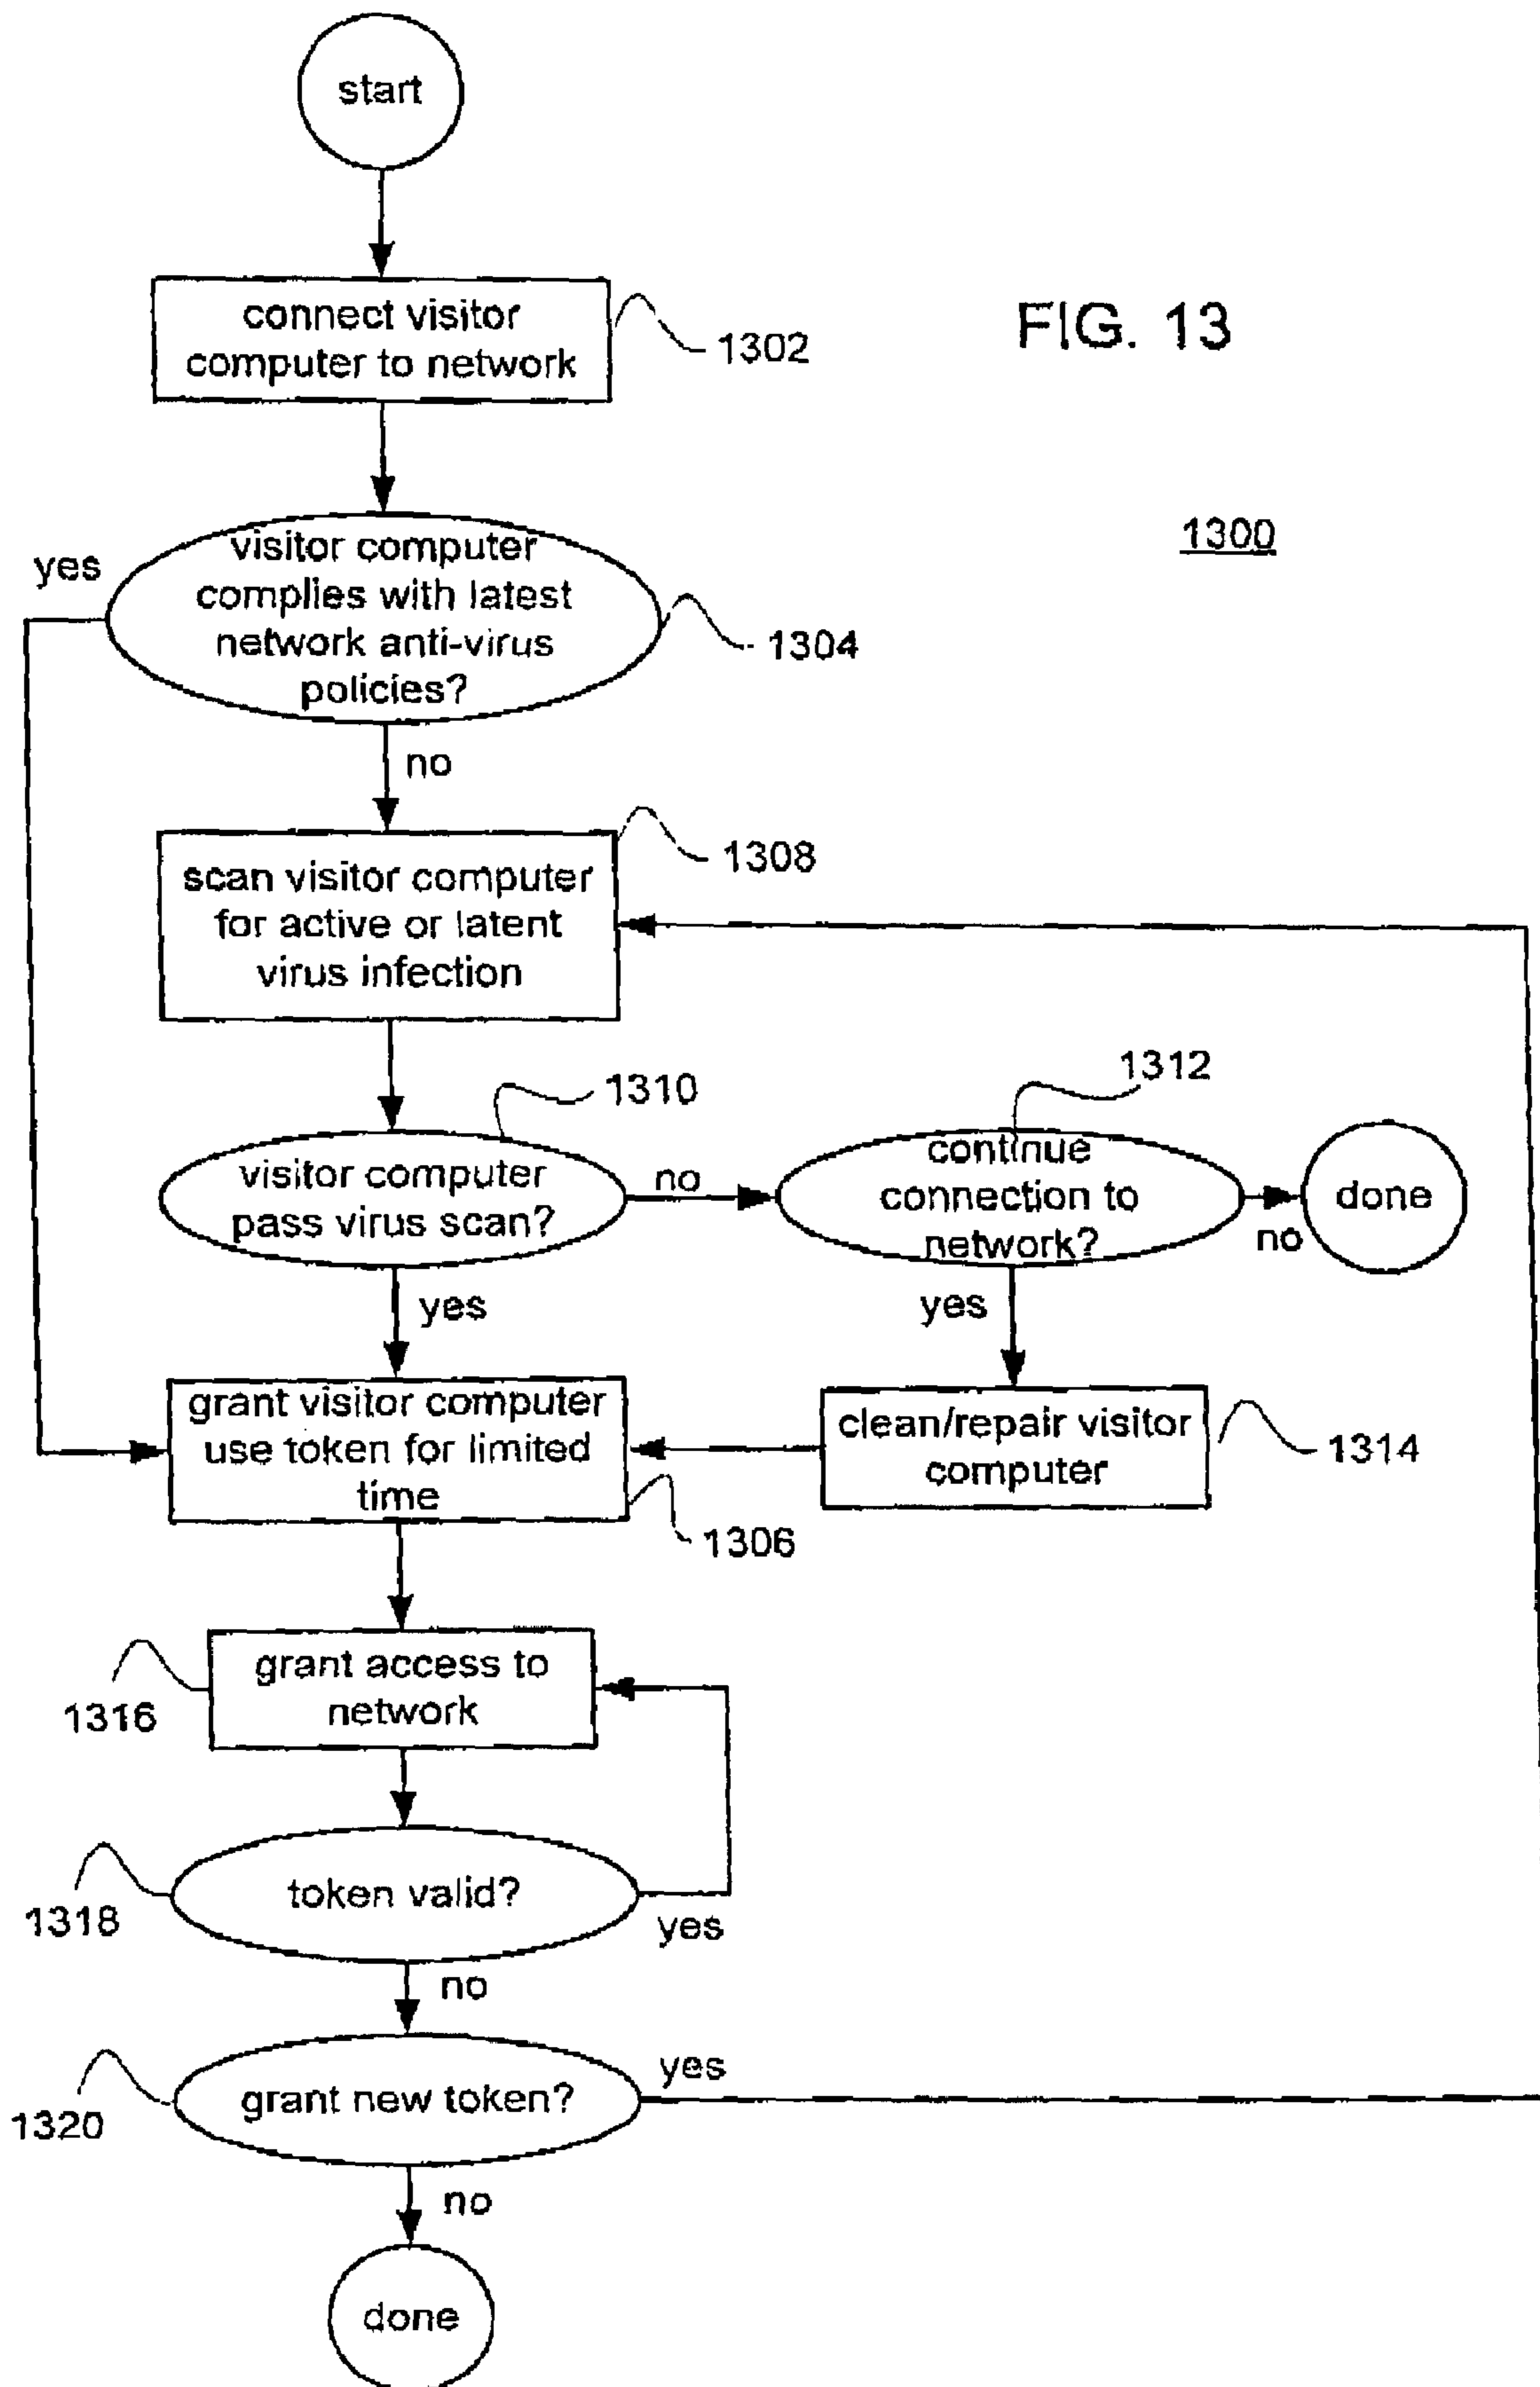 start
connect visitor
computer to network
1302
FIG. 13
1300
yes
visitor computer
complies with latest
network anti-virus
policies?
1304
no
scan visitor computer
for active or latent
virus infection
1308
1310
1312
visitor computer
pass virus scan?
no
continue
connection to
network?
no
done
yes
yes
grant visitor computer
use token for limited
time
1306
clean/repair visitor
computer
1314
grant access to
network
1316
token valid?
1318
yes
no
grant new token?
1320
yes
no
done